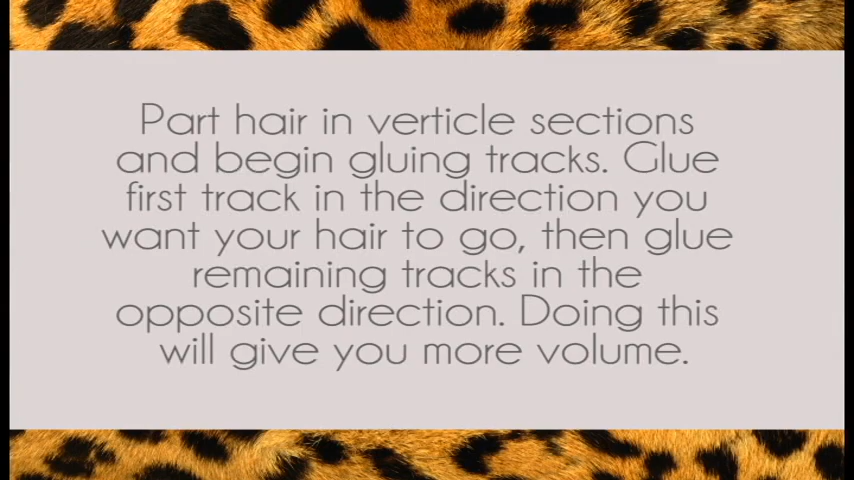 Part hair in verticle sections
and begin gluing tracks. Glue
first track in the direction you
want your hair to go, then glue
remaining tracks in the
opposite direction. Doing this
will give you more volume.